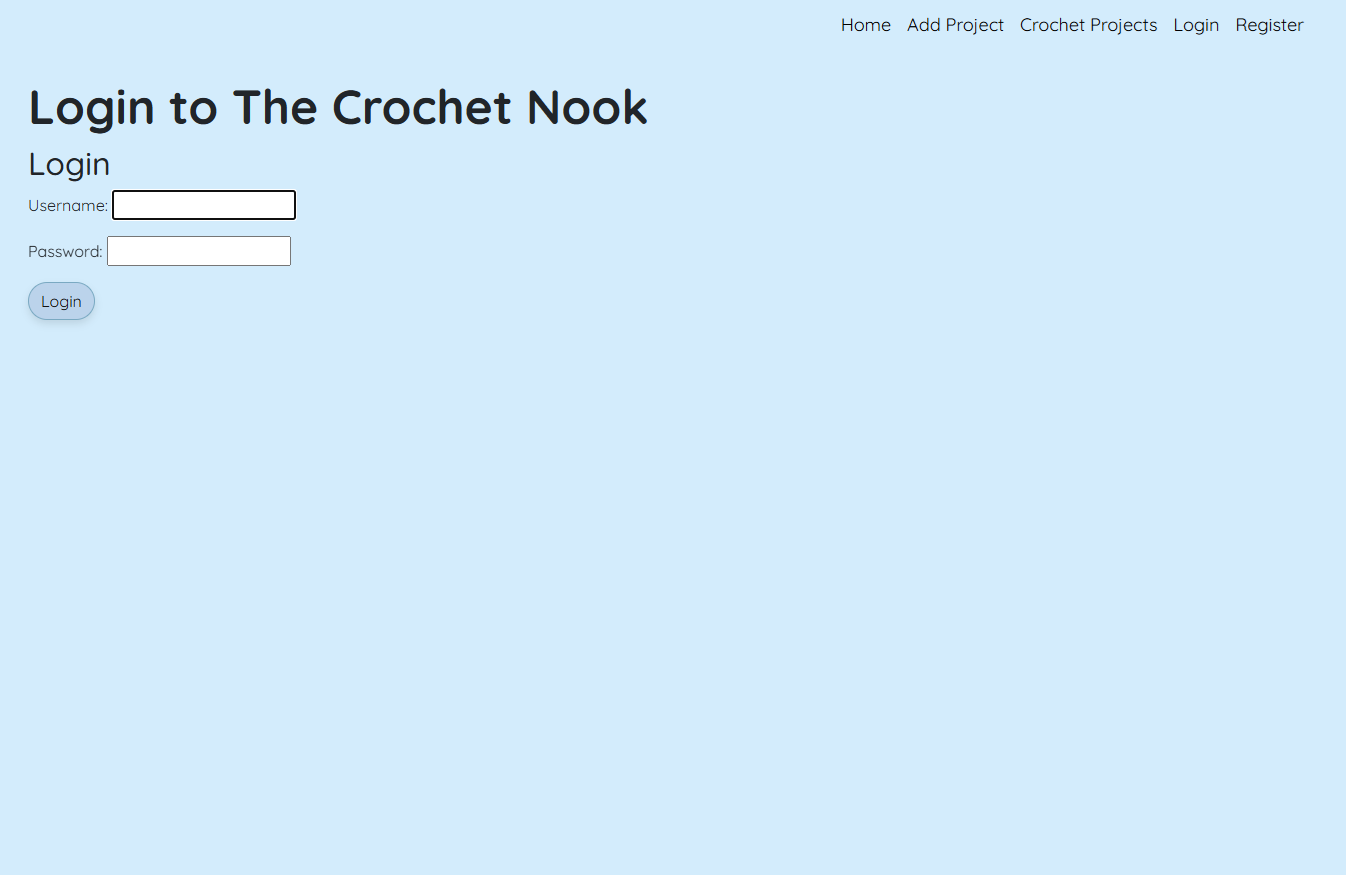 Home Add Project Crochet Projects Login Register
Login to The Crochet Nook
Login
Username:
Password:
Login